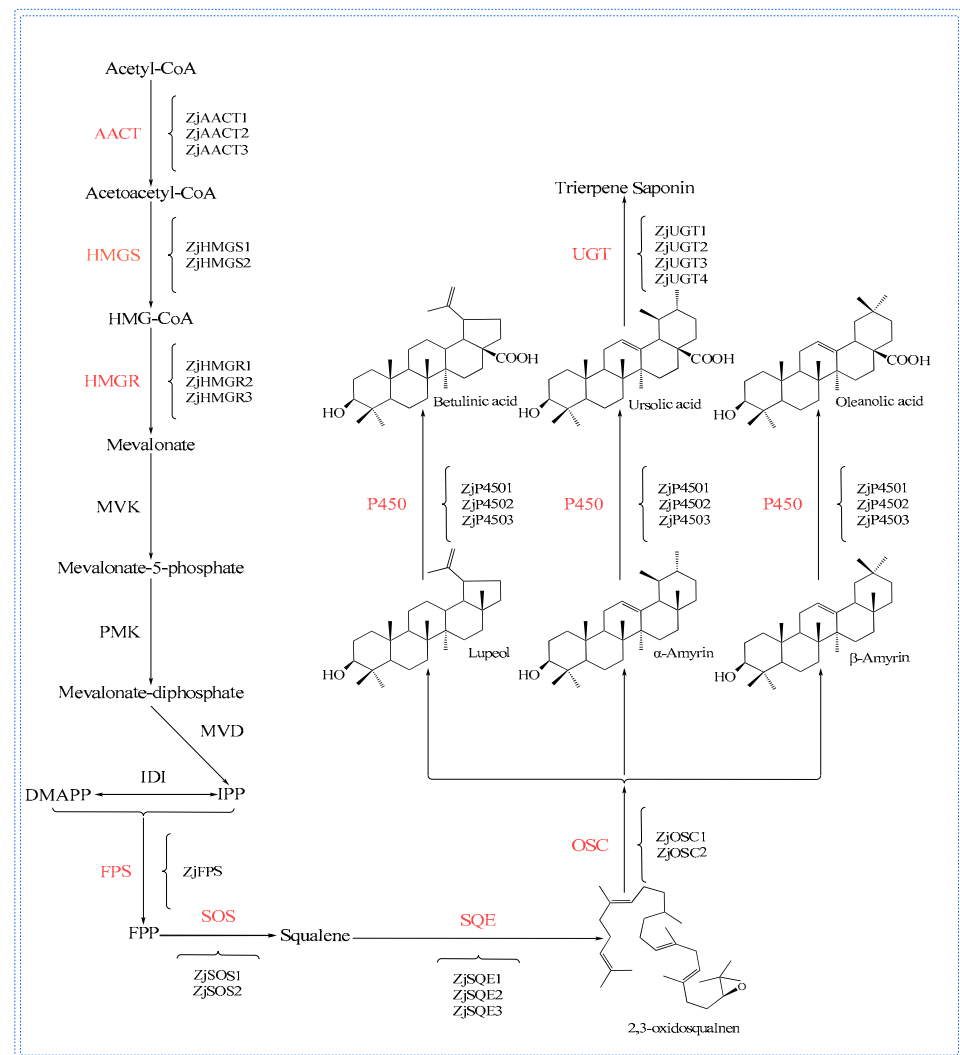 Acetyl-CoA
AACT
ZjAACT1
ZjAACT2
ZjAACT3
Acetoacetyl-CoA
HMGS
ZjHMGS1
ZjHMGS2
HMG-CoA
HMGR
ZjHMGR1
ZjHMGR2
ZjHMGR3
Mevalonate
MVK
Mevalonate-5-phosphate
PMK
Mevalonate-diphosphate
MVD
IDI
DMAPP
IPP
FPS
ZjFPS
FPP
SOS
ZjSOS1
ZjSOS2
Squalene
SQE
ZjSQE1
ZjSQE2
ZjSQE3
O
2,3-oxidosqualnen
OSC
ZjOSC1
ZjOSC2
HO
Lupeol
HO
α-Amyrin
HO
β-Amyrin
P450
ZjP4501
ZjP4502
ZjP4503
P450
ZjP4501
ZjP4502
ZjP4503
P450
ZjP4501
ZjP4502
ZjP4503
COOH
HO
Betulinic acid
COOH
HO
Ursolic acid
COOH
HO
Oleanolic acid
UGT
ZjUGT1
ZjUGT2
ZjUGT3
ZjUGT4
Trierpene Saponin